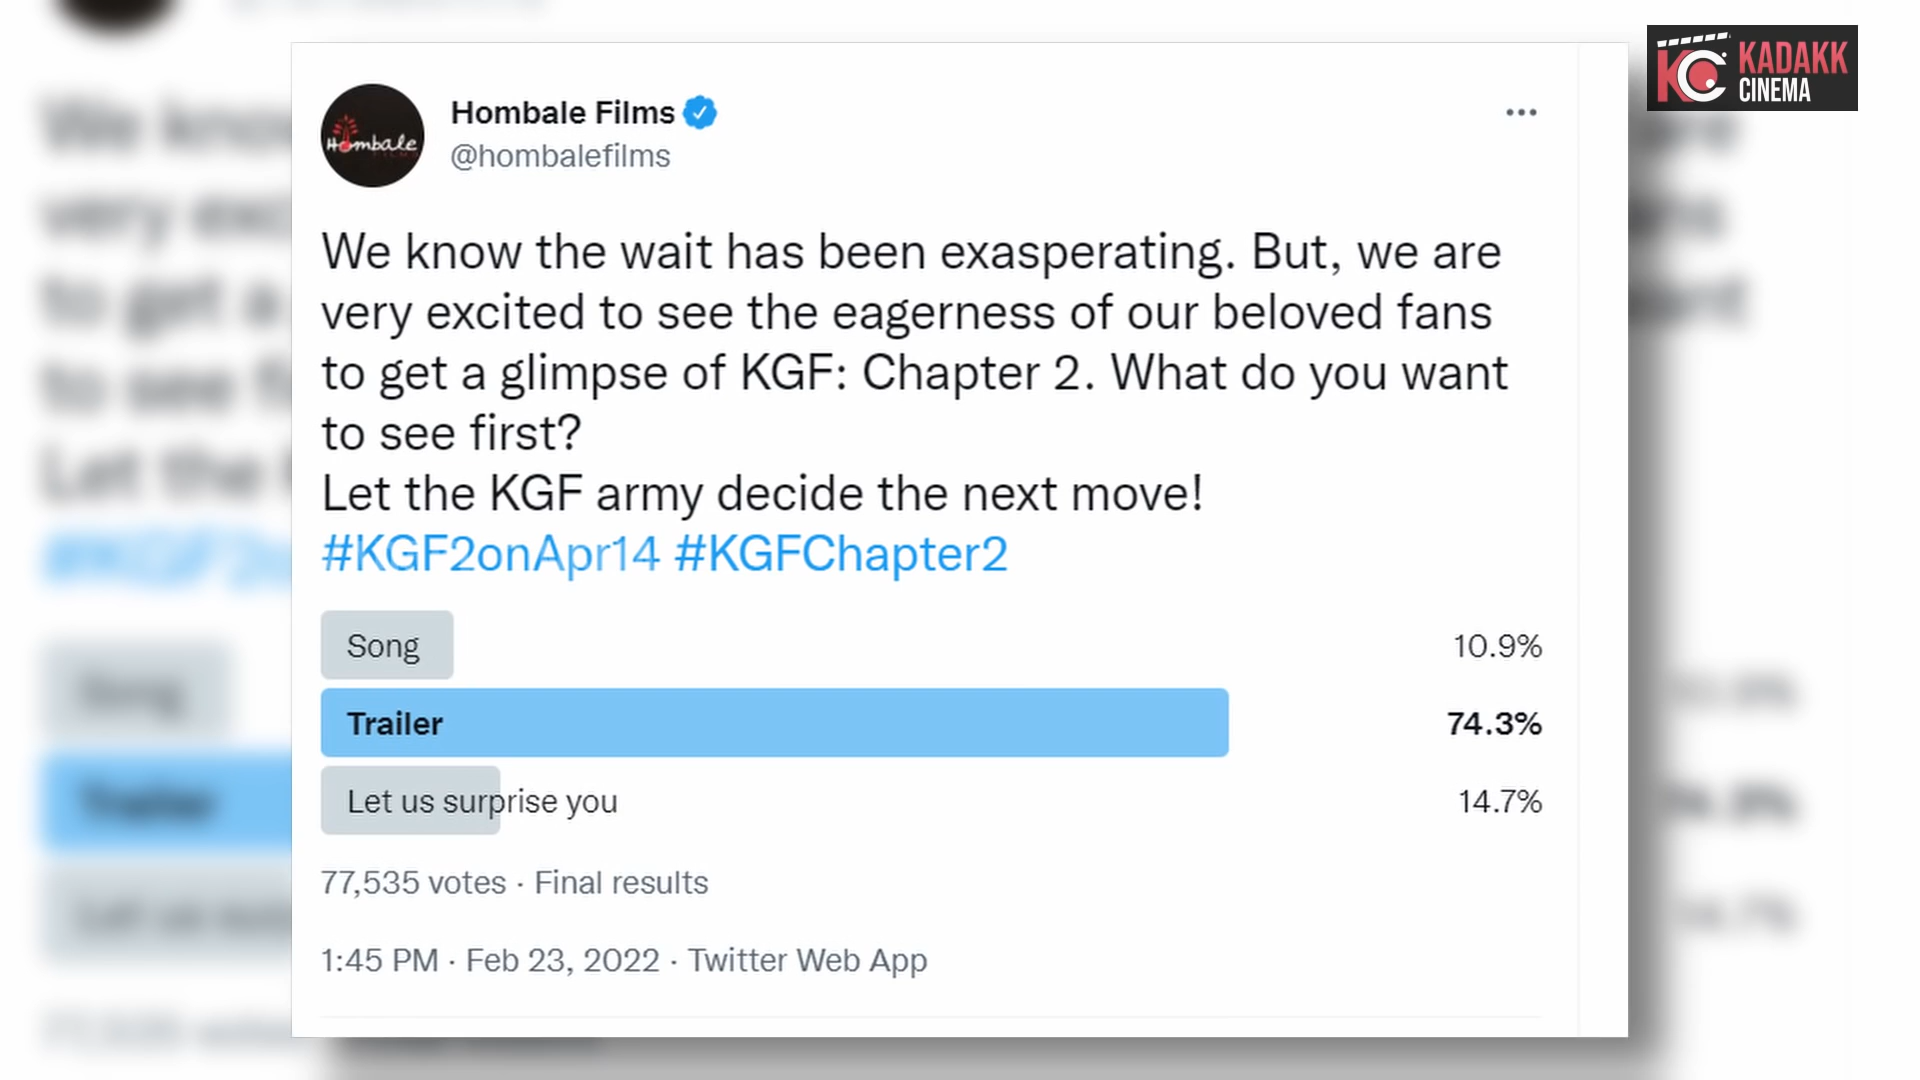 KADAKK
CINEMA
Hombale
Hombale Films
@hombalefilms
We know the wait has been exasperating. But, we are
very excited to see the eagerness of our beloved fans
to get a glimpse of KGF: Chapter 2. What do you want
to see first?
Let the KGF army decide the next move!
#KGF2onApr14 #KGFChapter2
Song 10.9%
Trailer 74.3%
Let us surprise you 14.7%
77,535 votes · Final results
1:45 PM · Feb 23, 2022 · Twitter Web App